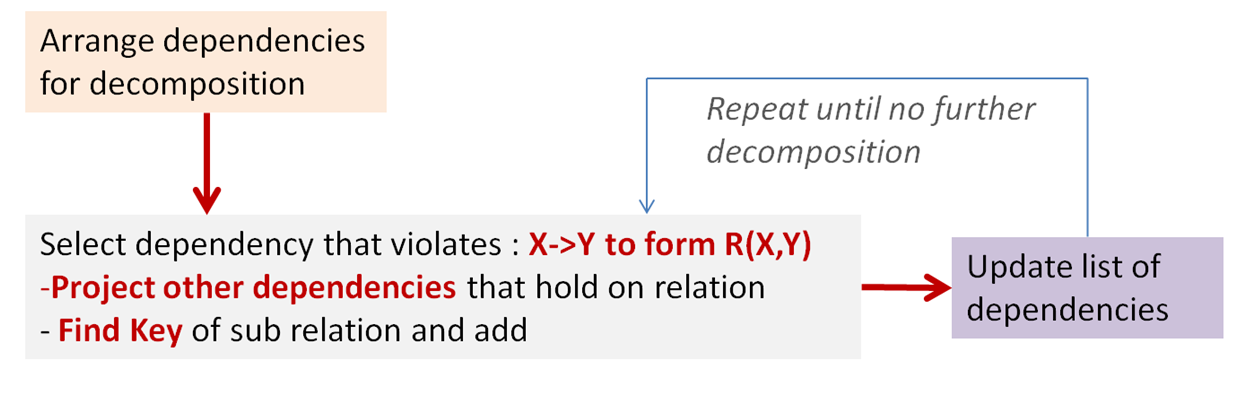 Arrange dependencies
for decomposition
Repeat until no further
decomposition
Select dependency that violates : X->Y to form R(X,Y)
-Project other dependencies that hold on relation
- Find Key of sub relation and add
Update list of
dependencies